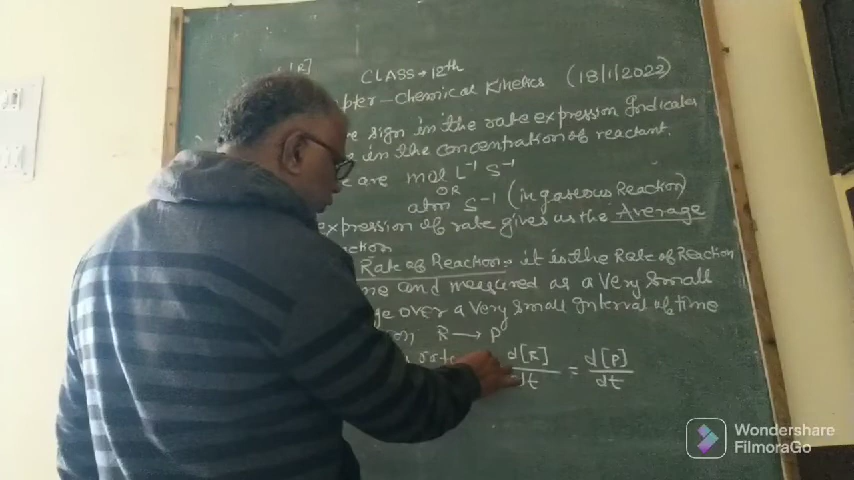 [R]
CLASS → 12th
Chemical Kinetics (18/1/2022)
sign in the rate expression Indicates
in the concentration of reactant.
are mol L⁻¹ S⁻¹
OR
atm S⁻¹ (in gaseous Reaction)
expression of rate gives us the Average
Rate of Reaction:- it is the Rate of Reaction
and measured as a Very Small
over a Very Small Interval of time
R → P
rate d[R]/dt = d[P]/dt
Wondershare
FilmoraGo